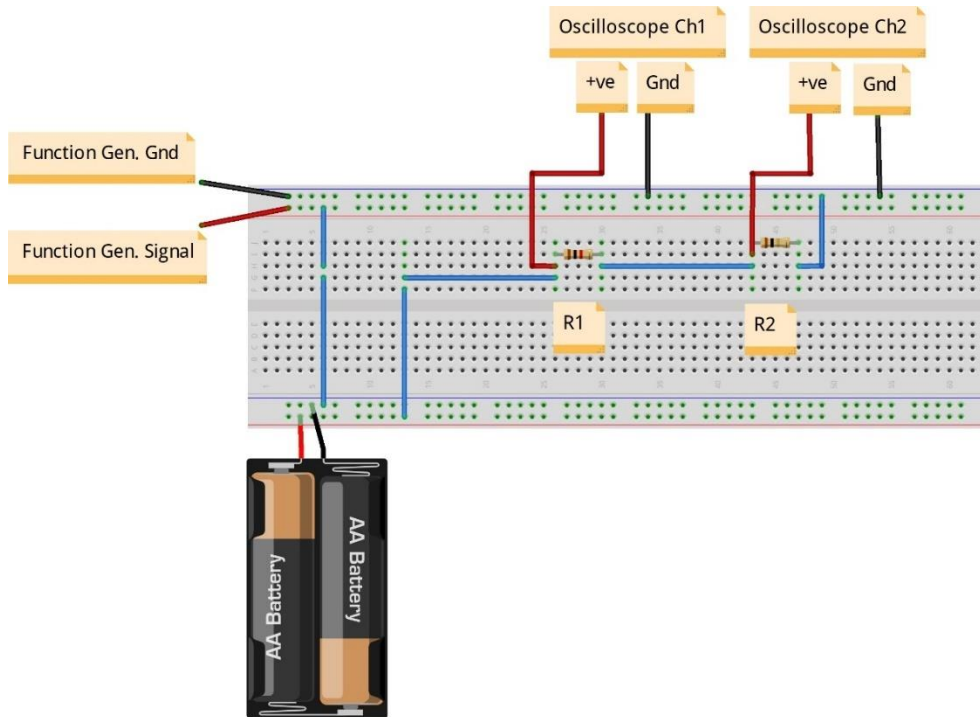 Oscilloscope Ch1
Oscilloscope Ch2
+ve
Gnd
+ve
Gnd
Function Gen. Gnd
Function Gen. Signal
R1
R2
AA Battery
AA Battery